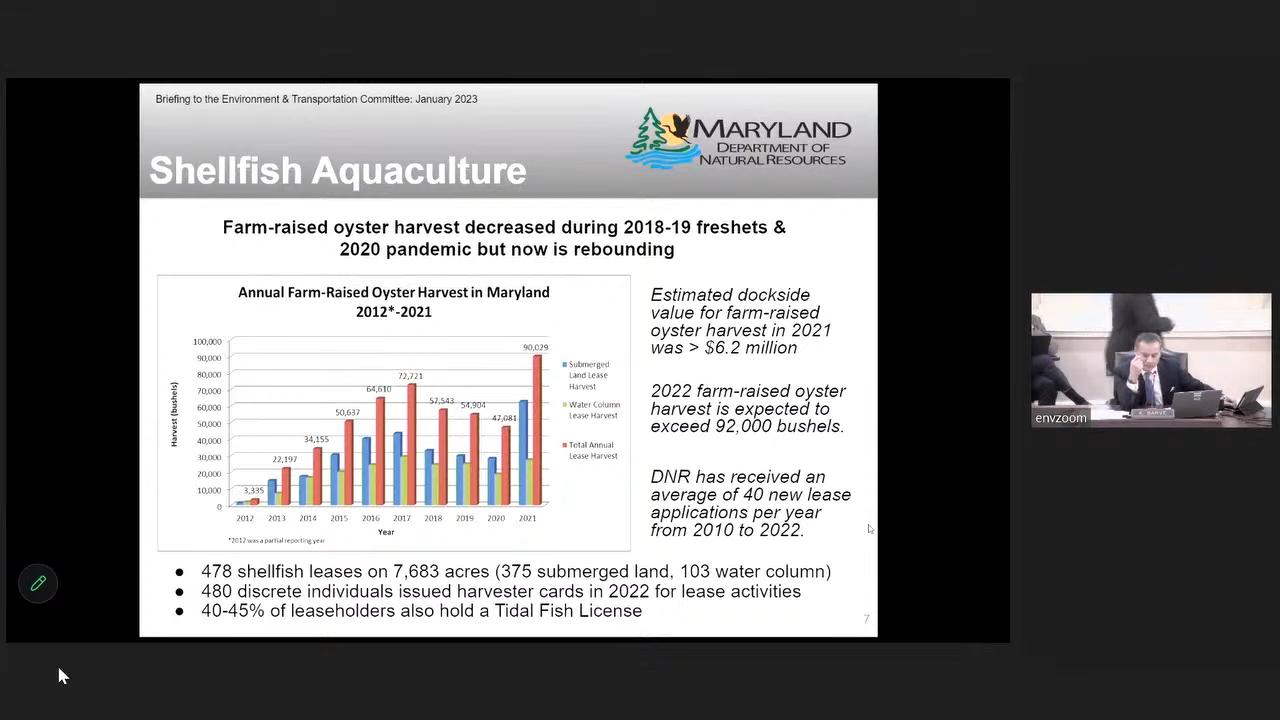 Briefing to the Environment & Transportation Committee: January 2023
MARYLAND
DEPARTMENT OF
NATURAL RESOURCES
Shellfish Aquaculture
Farm-raised oyster harvest decreased during 2018-19 freshets &
2020 pandemic but now is rebounding
Annual Farm-Raised Oyster Harvest in Maryland
2012*-2021
Harvest (bushels)
100,000
90,000
80,000
70,000
60,000
50,000
40,000
30,000
20,000
10,000
0
3,335
22,197
34,155
50,637
64,610
72,721
57,543
54,904
47,081
90,029
2012 2013 2014 2015 2016 2017 2018 2019 2020 2021
Year
*2012 was a partial reporting year
Submerged
Land Lease
Harvest
Water Column
Lease Harvest
Total Annual
Lease Harvest
Estimated dockside
value for farm-raised
oyster harvest in 2021
was > $6.2 million
2022 farm-raised oyster
harvest is expected to
exceed 92,000 bushels.
DNR has received an
average of 40 new lease
applications per year
from 2010 to 2022.
● 478 shellfish leases on 7,683 acres (375 submerged land, 103 water column)
● 480 discrete individuals issued harvester cards in 2022 for lease activities
● 40-45% of leaseholders also hold a Tidal Fish License
7
envzoom
K. BARVE